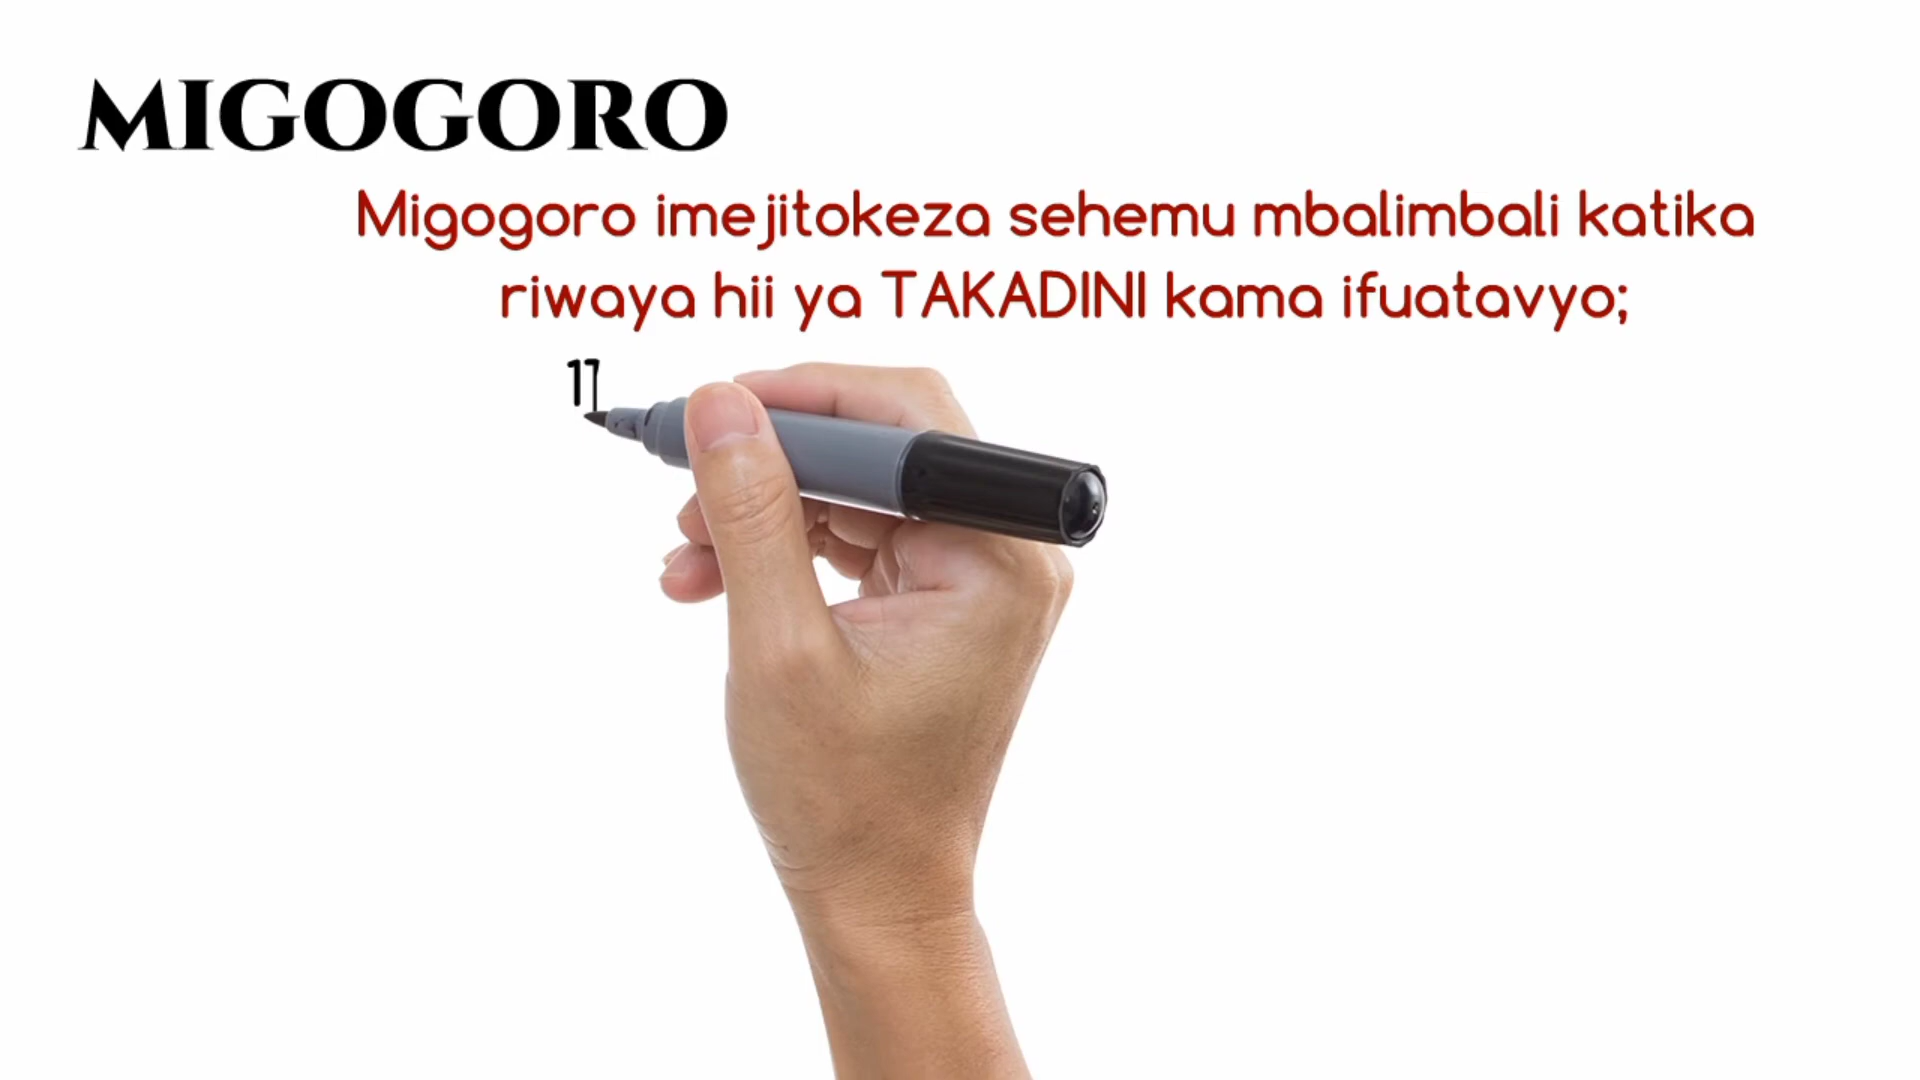 MIGOGORO
Migogoro imejitokeza sehemu mbalimbali katika
riwaya hii ya TAKADINI kama ifuatavyo;